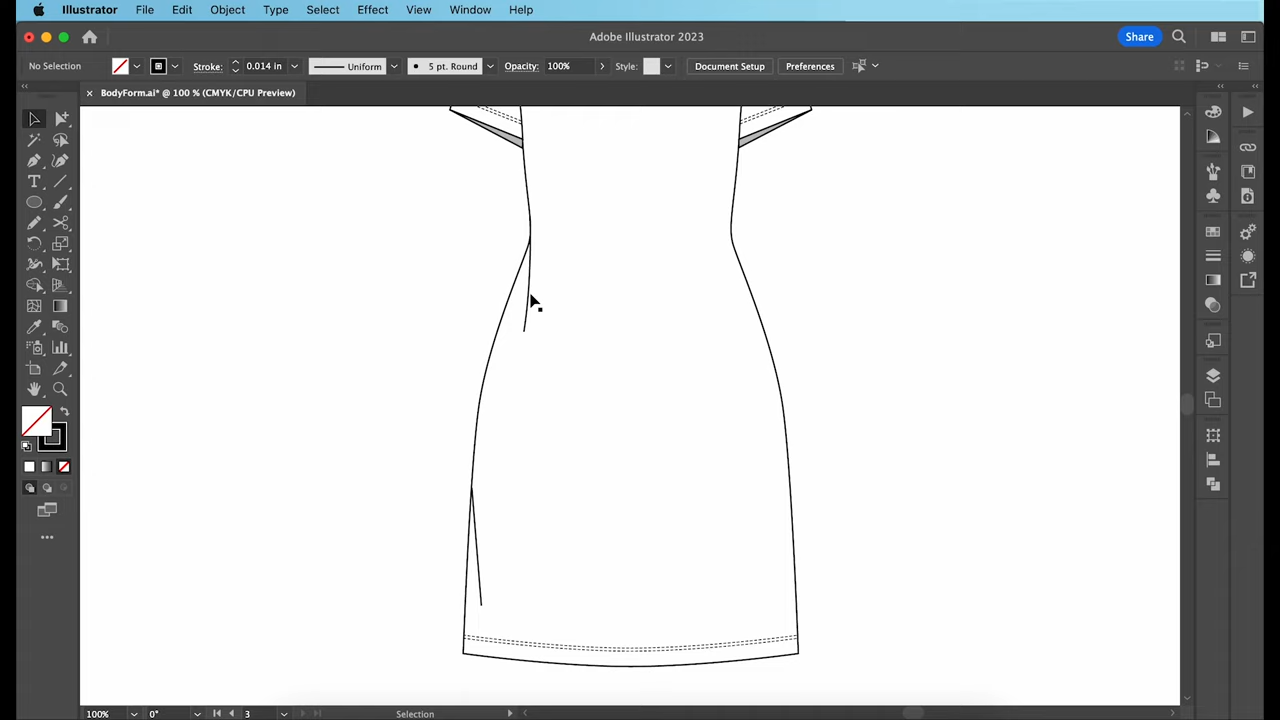 Illustrator File Edit Object Type Select Effect View Window Help
Adobe Illustrator 2023
Share
No Selection Stroke: 0.014 in Uniform 5 pt. Round Opacity: 100% Style: Document Setup Preferences
BodyForm.ai* @ 100 % (CMYK/CPU Preview)
100% 0° 3 Selection